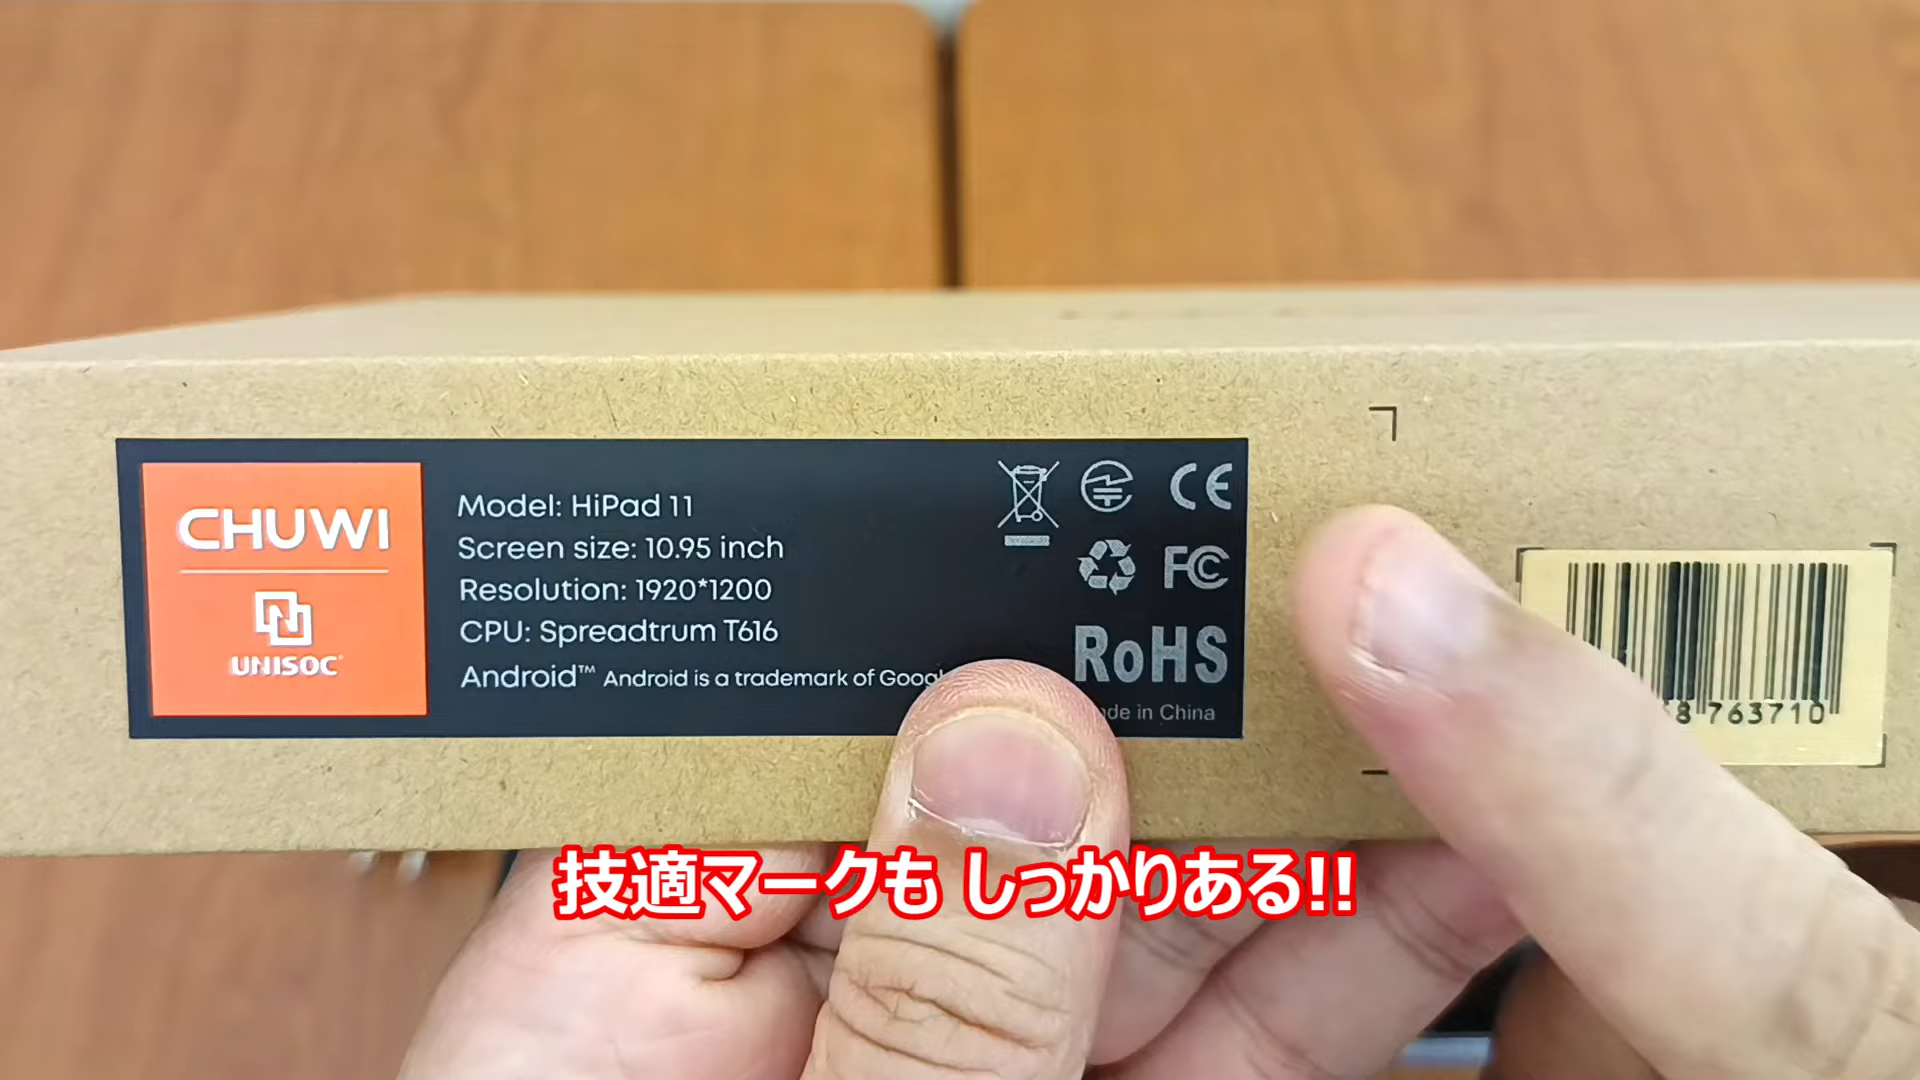 CHUWI
UNISOC
Model: HiPad 11
Screen size: 10.95 inch
Resolution: 1920*1200
CPU: Spreadtrum T616
Android™ Android is a trademark of
CE
FC
RoHS
in China
8 763710
技適マークも しっかりある!!